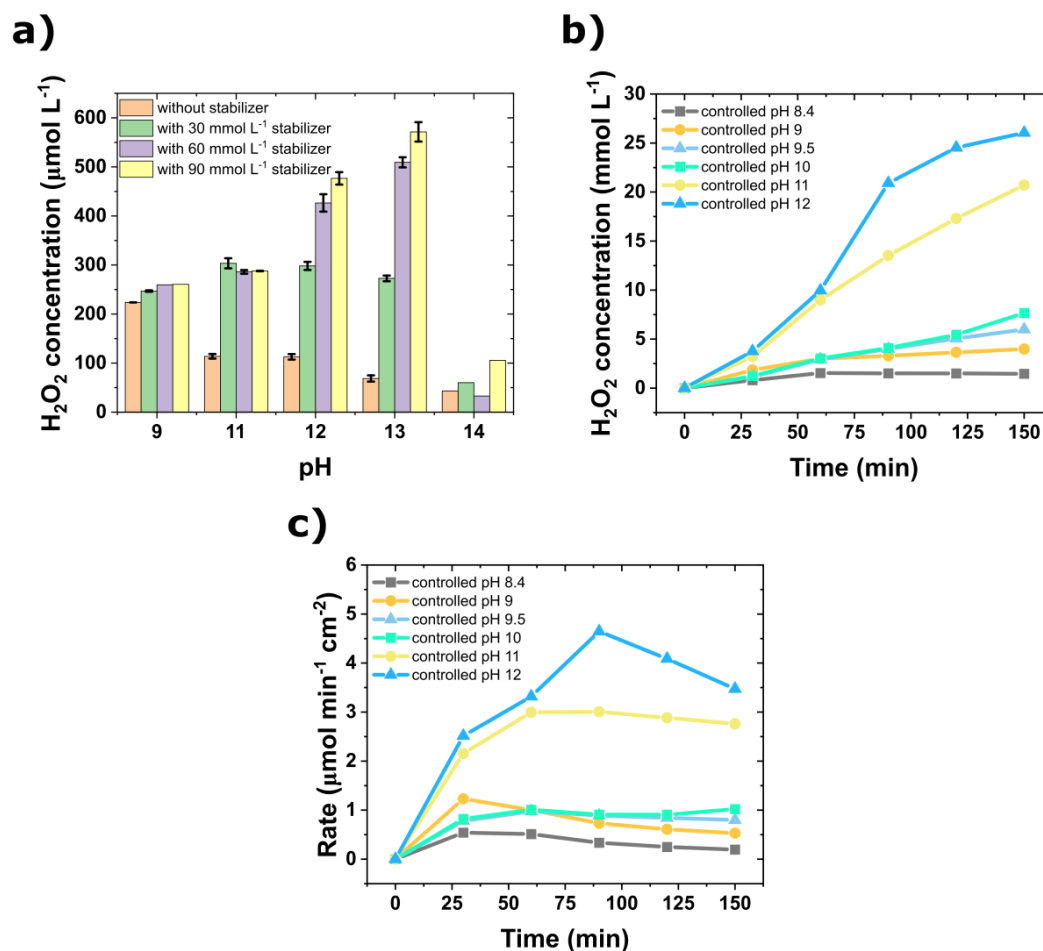 a)
H₂O₂ concentration (μmol L⁻¹)
600
500
400
300
200
100
0
without stabilizer
with 30 mmol L⁻¹ stabilizer
with 60 mmol L⁻¹ stabilizer
with 90 mmol L⁻¹ stabilizer
9 11 12 13 14
pH
b)
H₂O₂ concentration (mmol L⁻¹)
30
25
20
15
10
5
0
controlled pH 8.4
controlled pH 9
controlled pH 9.5
controlled pH 10
controlled pH 11
controlled pH 12
0 25 50 75 100 125 150
Time (min)
c)
Rate (μmol min⁻¹ cm⁻²)
6
5
4
3
2
1
0
controlled pH 8.4
controlled pH 9
controlled pH 9.5
controlled pH 10
controlled pH 11
controlled pH 12
0 25 50 75 100 125 150
Time (min)